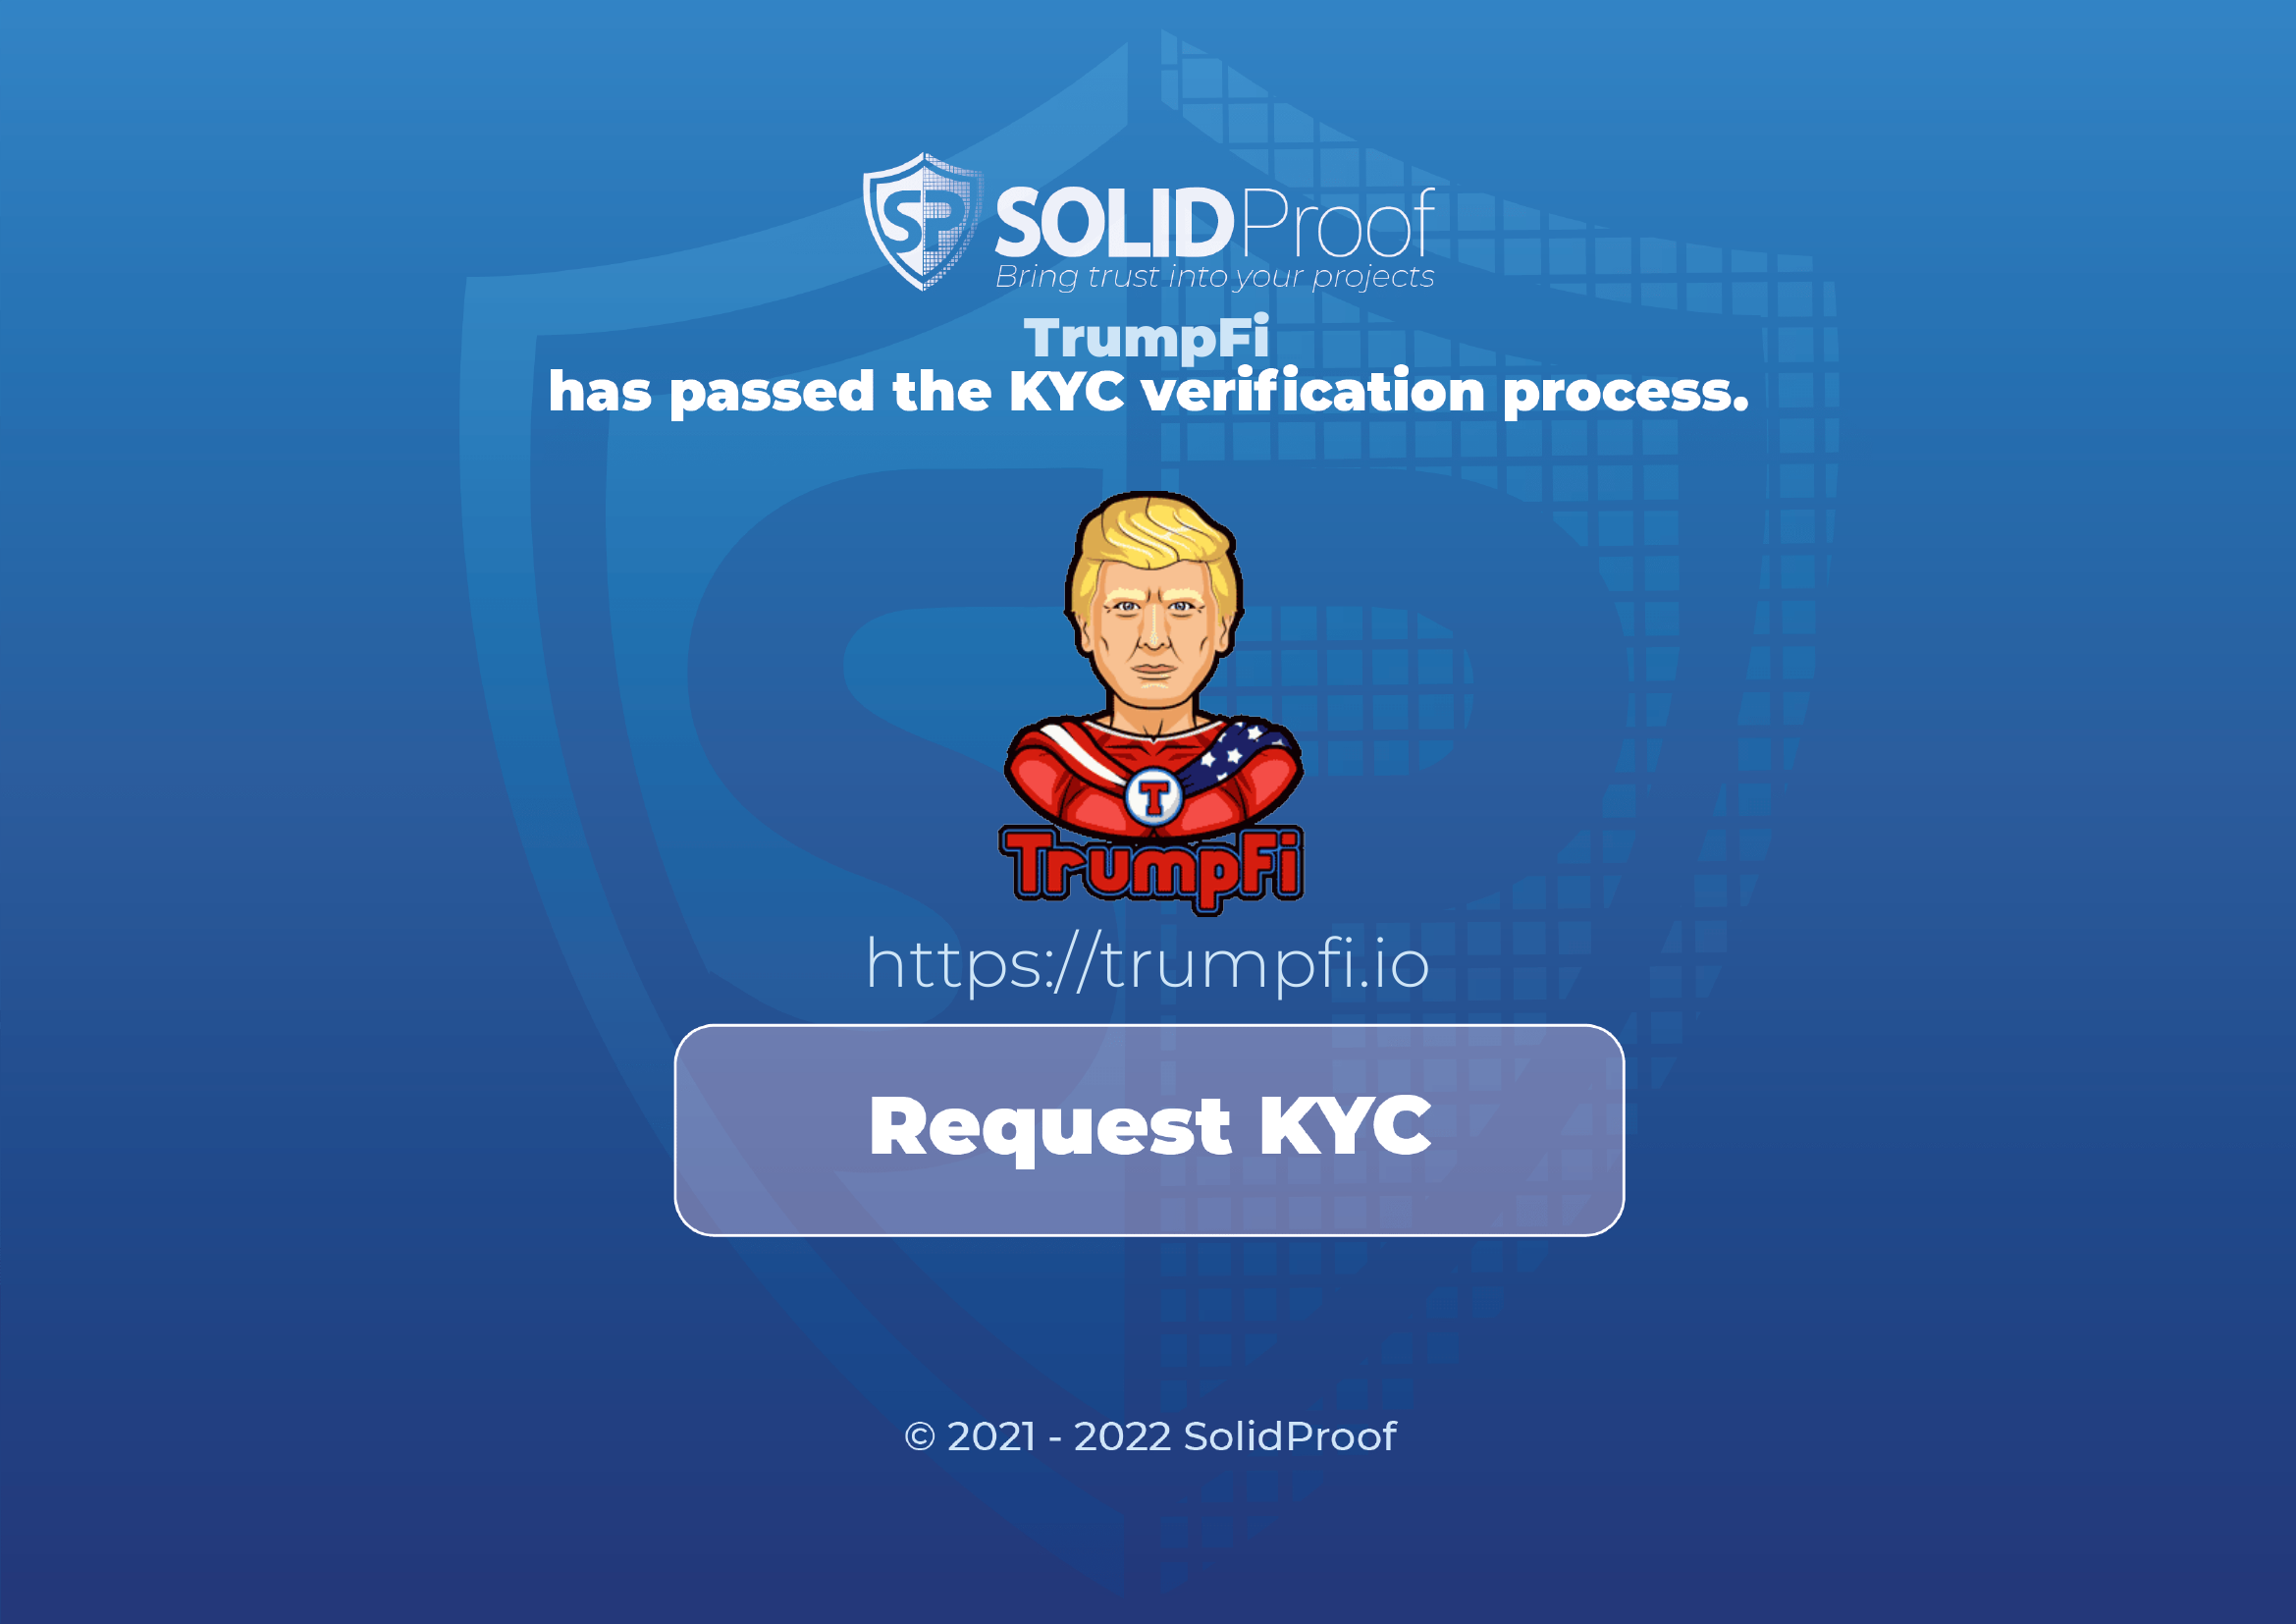 SP SOLIDProof
Bring trust into your projects
TrumpFi
has passed the KYC verification process.
T
TrumpFi
https://trumpfi.io
Request KYC
© 2021 - 2022 SolidProof